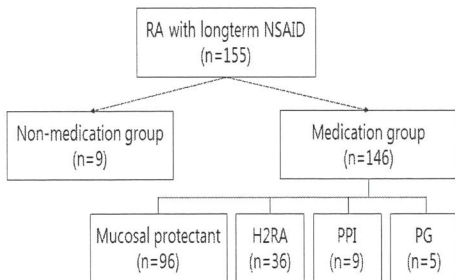 RA with longterm NSAID
(n=155)
Non-medication group
(n=9)
Medication group
(n=146)
Mucosal protectant
(n=96)
H2RA
(n=36)
PPI
(n=9)
PG
(n=5)